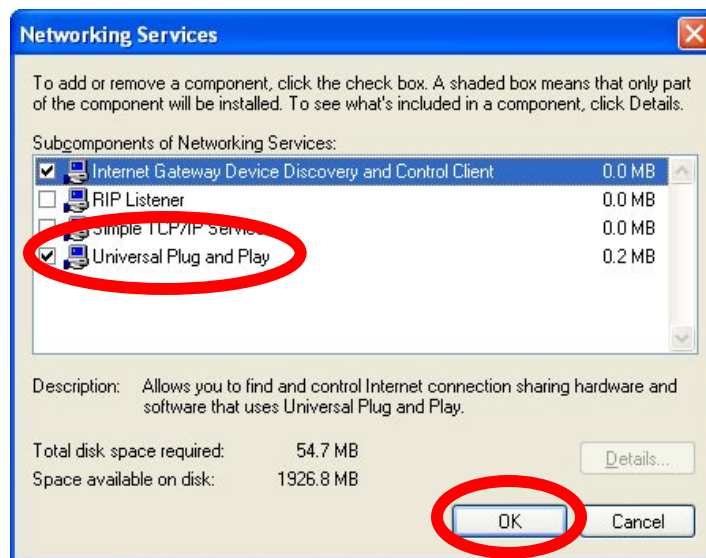 Networking Services
To add or remove a component, click the check box. A shaded box means that only part
of the component will be installed. To see what's included in a component, click Details.
Subcomponents of Networking Services:
Internet Gateway Device Discovery and Control Client 0.0 MB
RIP Listener 0.0 MB
Simple TCP/IP Services 0.0 MB
Universal Plug and Play 0.2 MB
Description: Allows you to find and control Internet connection sharing hardware and
software that uses Universal Plug and Play.
Total disk space required: 54.7 MB
Details...
Space available on disk: 1926.8 MB
OK Cancel